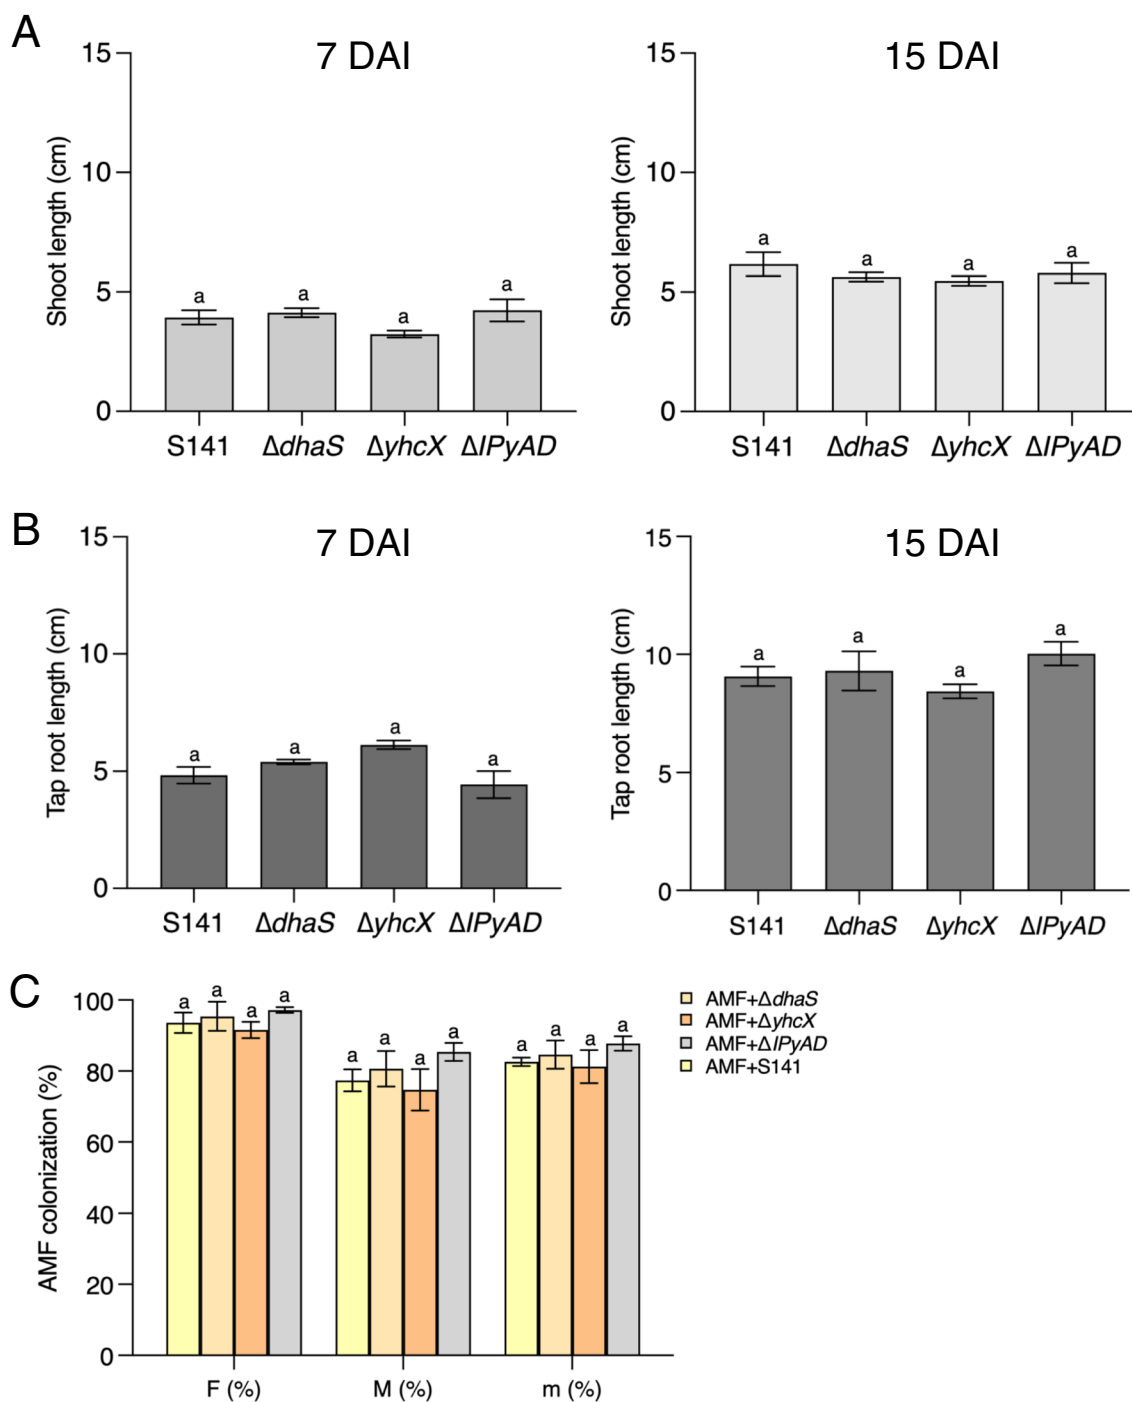 A
7 DAI
15
10
5
0
Shoot length (cm)
a a a a
S141 ΔdhaS ΔyhcX ΔIPyAD
15 DAI
15
10
5
0
Shoot length (cm)
a a a a
S141 ΔdhaS ΔyhcX ΔIPyAD
B
7 DAI
15
10
5
0
Tap root length (cm)
a a a a
S141 ΔdhaS ΔyhcX ΔIPyAD
15 DAI
15
10
5
0
Tap root length (cm)
a a a a
S141 ΔdhaS ΔyhcX ΔIPyAD
C
100
80
60
40
20
0
AMF colonization (%)
a a a a a a a a a a a a
F (%) M (%) m (%)
AMF+ΔdhaS
AMF+ΔyhcX
AMF+ΔIPyAD
AMF+S141